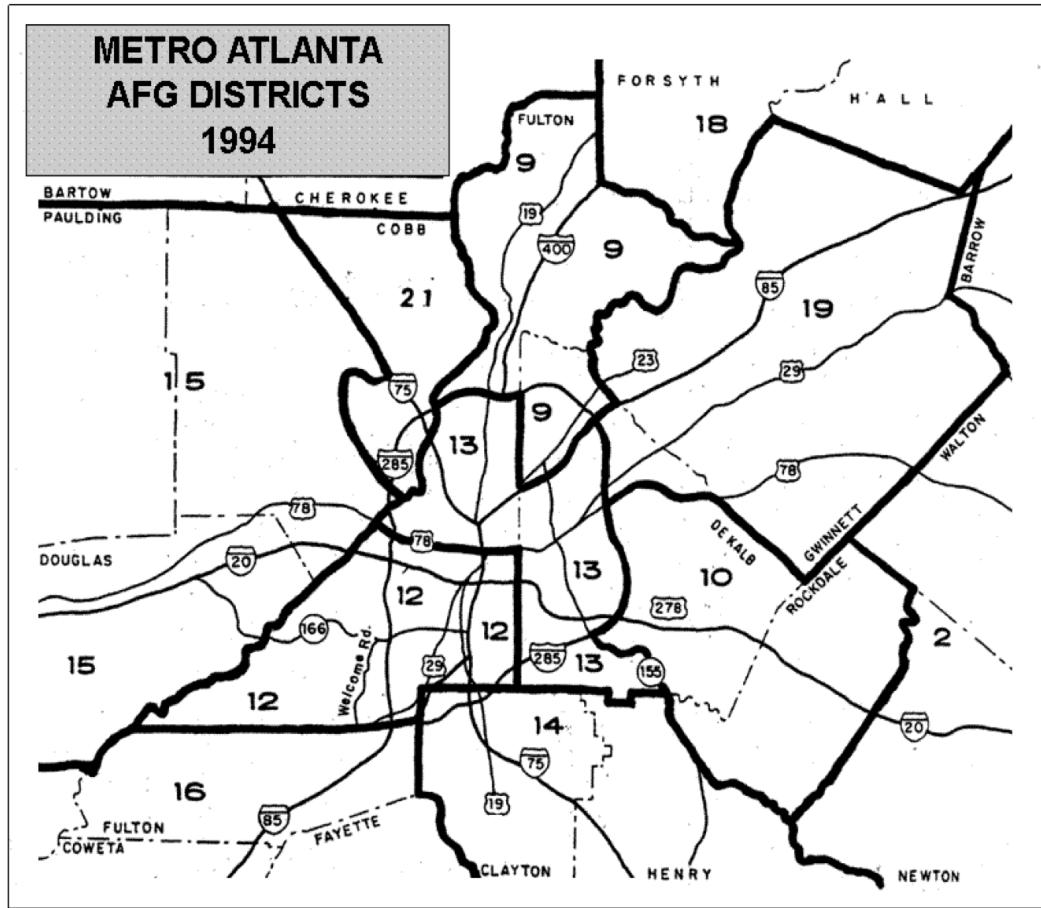 METRO ATLANTA
AFG DISTRICTS
1994
FORSYTH
HALL
FULTON
18
9
BARTOW
CHEROKEE
PAULDING
19
COBB
400
9
BARROW
21
85
19
23
29
15
75
9
13
WALTON
285
78
78
DE KALB
GWINNETT
78
DOUGLAS
20
13
10
ROCKDALE
12
278
166
12
2
Welcome Rd.
29
285
13
155
15
12
14
20
75
16
19
85
FULTON
FAYETTE
COWETA
CLAYTON
HENRY
NEWTON